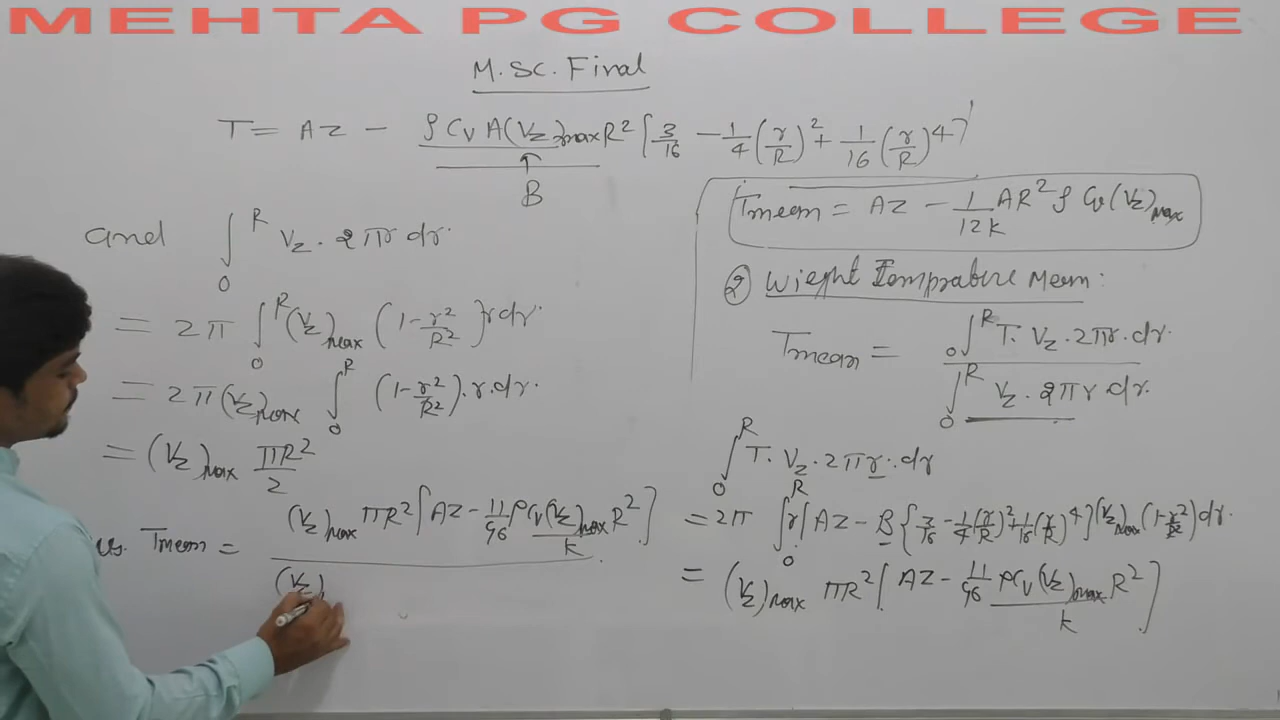 MEHTA PG COLLEGE
M.SC. Final
T = AZ - ρ Cv A(Vz)max R² [3/16 - 1/4 (r/R)² + 1/16 (r/R)⁴]
B
and ∫₀^R Vz · 2πr dr.
= 2π ∫₀^R (Vz)max (1 - r²/R²) r dr.
= 2π(Vz)max ∫₀^R (1 - r²/R²) · r · dr.
= (Vz)max πR²/2
us. Tmean = (Vz)max πR² [AZ - 11/96 ρCv(Vz)max/k R²]
(Vz)
Tmean = AZ - 1/12k AR² ρ Cv(Vz)max
② Wieght Temprature Mean:
Tmean = ∫₀^R T. Vz . 2πr. dr. / ∫₀^R Vz . 2πr dr.
∫₀^R T. Vz . 2πr . dr
= 2π ∫₀^R r[AZ - B{3/16 - 1/4(r/R)² + 1/16(r/R)⁴}](Vz)max (1 - r²/R²) dr.
= (Vz)max πR² [AZ - 11/96 ρCv(Vz)max/k R²]